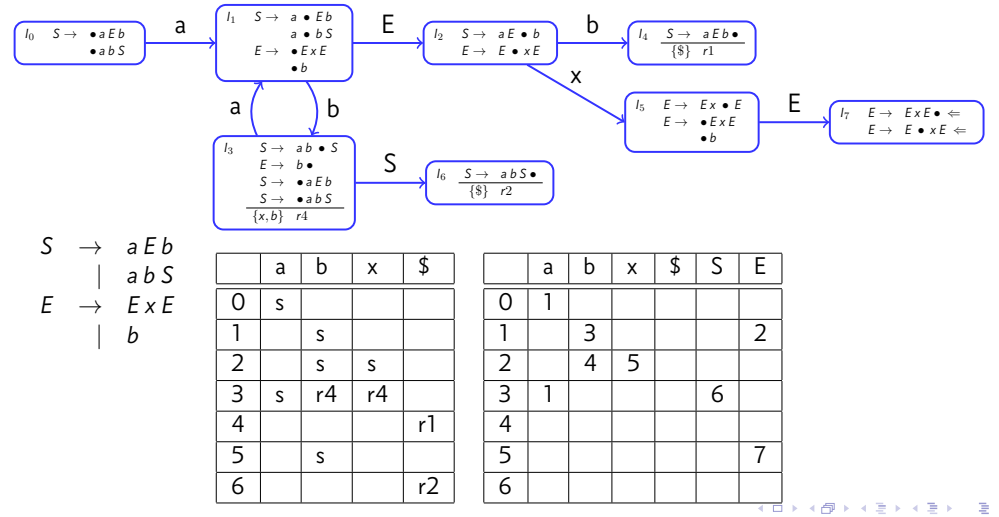 a
E
b
x
a
b
E
S
I₀ S → • a E b
• a b S
I₁ S → a • E b
a • b S
E → • E x E
• b
I₂ S → a E • b
E → E • x E
I₄ S → a E b •
{$} r1
I₅ E → E x • E
E → • E x E
• b
I₇ E → E x E • ⇐
E → E • x E ⇐
I₃ S → a b • S
E → b •
S → • a E b
S → • a b S
{x, b} r4
I₆ S → a b S •
{$} r2
S → a E b
| a b S
E → E x E
| b
a b x $
0 s
1 s
2 s s
3 s r4 r4
4 r1
5 s
6 r2
a b x $ S E
0 1
1 3 2
2 4 5
3 1 6
4
5 7
6